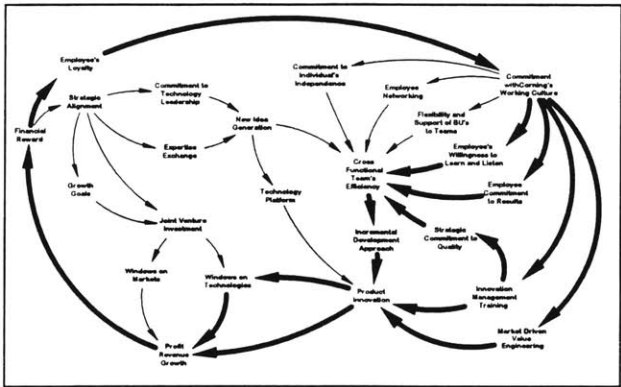 Employee's
Loyalty
Strategic
Alignment
Financial
Reward
Commitment to
Technology
Leadership
New Idea
Generation
Expertise
Exchange
Growth
Goals
Joint Venture
Investment
Technology
Platform
Windows on
Markets
Windows on
Technologies
Profit
Revenue
Growth
Commitment to
Individual's
Independence
Employee
Networking
Commitment
withCorning's
Working Culture
Flexibility and
Support of BU's
to Teams
Employee's
Willingness to
Learn and Listen
Cross
Functional
Team's
Efficiency
Employee
Commitment
to Results
Strategic
Commitment to
Quality
Incremental
Development
Approach
Product
Innovation
Innovation
Management
Training
Market Driven
Value
Engineering